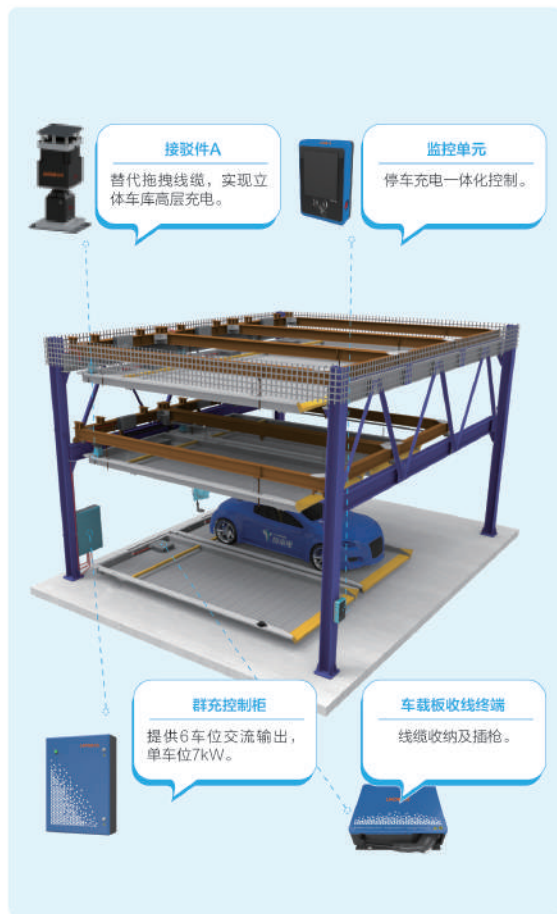 接驳件A
替代拖拽线缆，实现立
体车库高层充电。
监控单元
停车充电一体化控制。
群充控制柜
提供6车位交流输出，
单车位7kW。
车载板收线终端
线缆收纳及插枪。